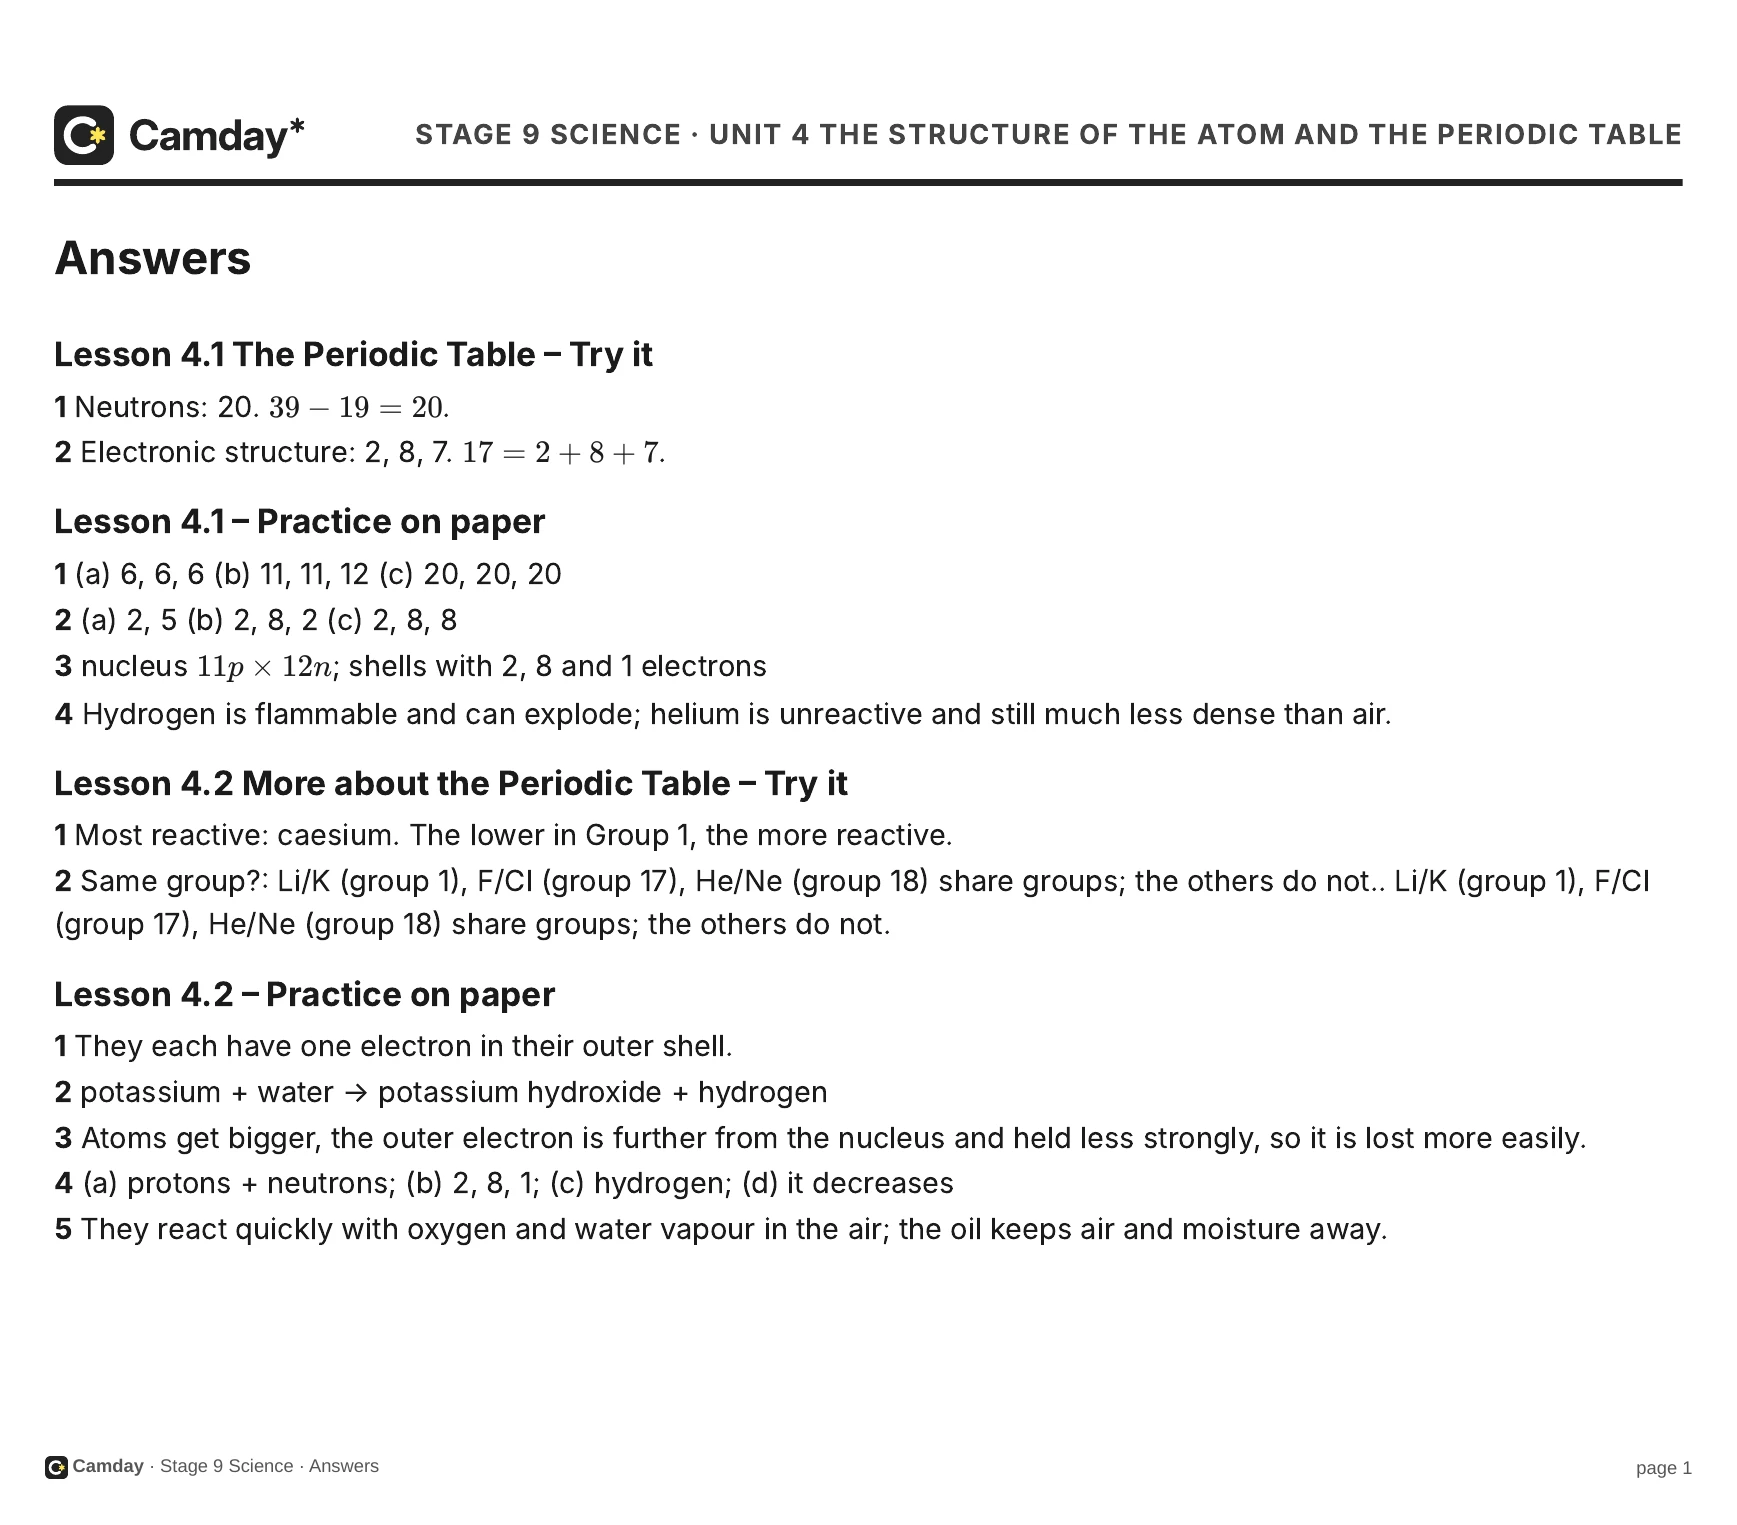 Camday*
STAGE 9 SCIENCE · UNIT 4 THE STRUCTURE OF THE ATOM AND THE PERIODIC TABLE
Answers
Lesson 4.1 The Periodic Table – Try it
1 Neutrons: 20. 39 − 19 = 20.
2 Electronic structure: 2, 8, 7. 17 = 2 + 8 + 7.
Lesson 4.1 – Practice on paper
1 (a) 6, 6, 6 (b) 11, 11, 12 (c) 20, 20, 20
2 (a) 2, 5 (b) 2, 8, 2 (c) 2, 8, 8
3 nucleus 11p × 12n; shells with 2, 8 and 1 electrons
4 Hydrogen is flammable and can explode; helium is unreactive and still much less dense than air.
Lesson 4.2 More about the Periodic Table – Try it
1 Most reactive: caesium. The lower in Group 1, the more reactive.
2 Same group?: Li/K (group 1), F/Cl (group 17), He/Ne (group 18) share groups; the others do not.. Li/K (group 1), F/Cl
(group 17), He/Ne (group 18) share groups; the others do not.
Lesson 4.2 – Practice on paper
1 They each have one electron in their outer shell.
2 potassium + water → potassium hydroxide + hydrogen
3 Atoms get bigger, the outer electron is further from the nucleus and held less strongly, so it is lost more easily.
4 (a) protons + neutrons; (b) 2, 8, 1; (c) hydrogen; (d) it decreases
5 They react quickly with oxygen and water vapour in the air; the oil keeps air and moisture away.
Camday · Stage 9 Science · Answers
page 1